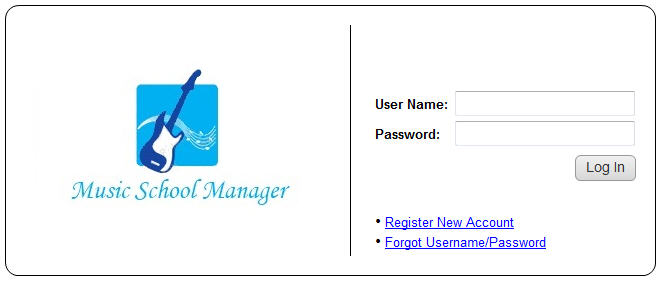 Music School Manager
User Name:
Password:
Log In
• Register New Account
• Forgot Username/Password